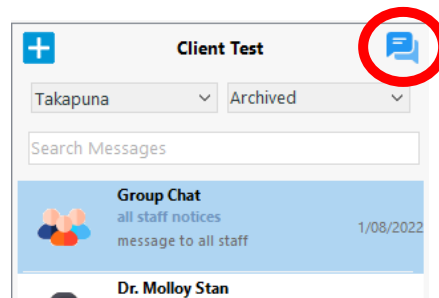 Client Test
Takapuna Archived
Search Messages
Group Chat
all staff notices
message to all staff 1/08/2022
Dr. Molloy Stan